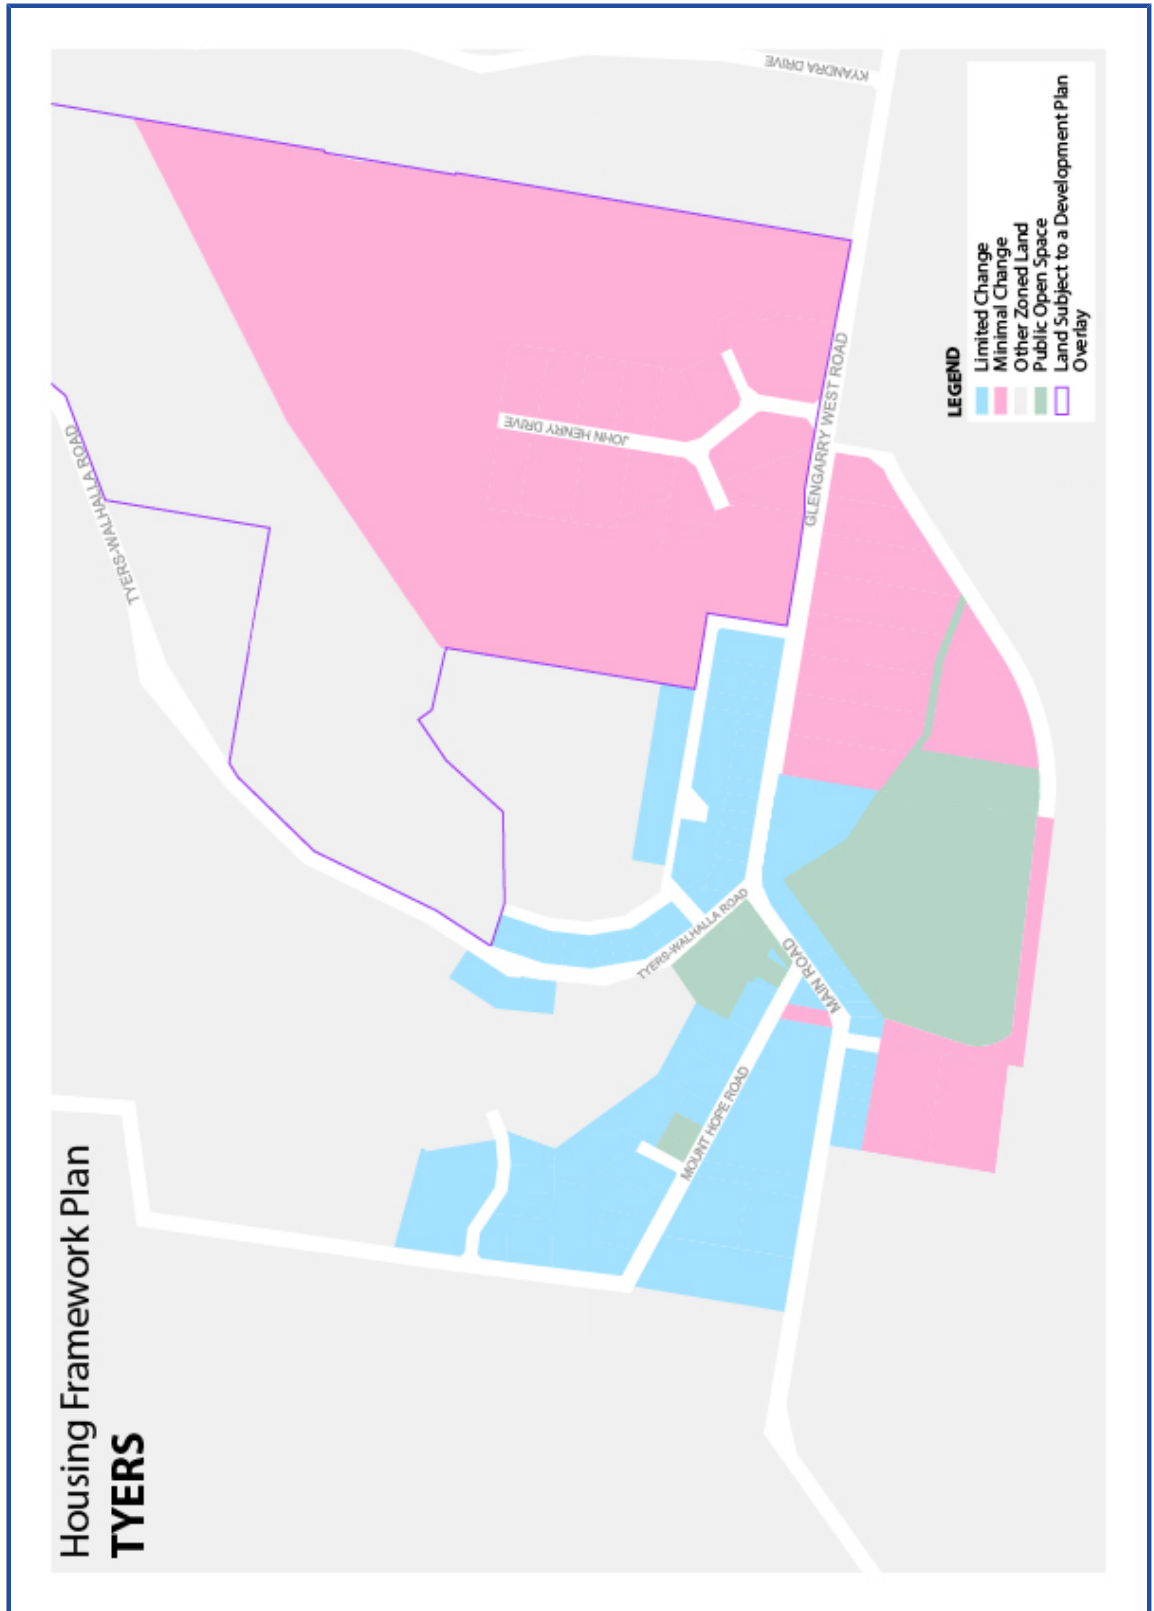 Housing Framework Plan
TYERS
TYERS-WALHALLA ROAD
KYANDRA DRIVE
JOHN HENRY DRIVE
GLENGARRY WEST ROAD
TYERS-WALHALLA ROAD
MAIN ROAD
MOUNT HOPE ROAD
LEGEND
Limited Change
Minimal Change
Other Zoned Land
Public Open Space
Land Subject to a Development Plan
Overlay